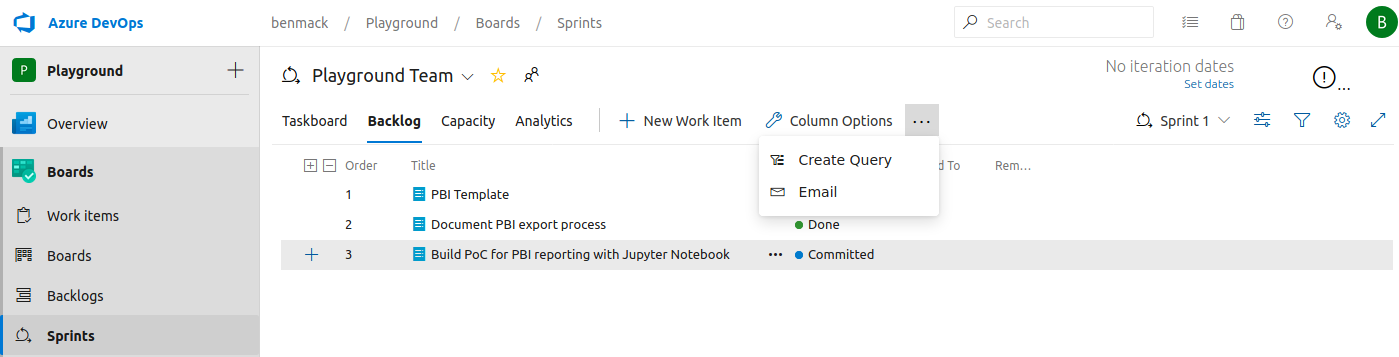 Azure DevOps
benmack / Playground / Boards / Sprints
Search
B
P Playground
Playground Team
No iteration dates
Set dates
...
Overview
Taskboard Backlog Capacity Analytics New Work Item Column Options ... Sprint 1
Create Query
Email
Boards
Order Title d To Rem...
1 PBI Template
Work items
2 Document PBI export process Done
Boards
3 Build PoC for PBI reporting with Jupyter Notebook ... Committed
Backlogs
Sprints